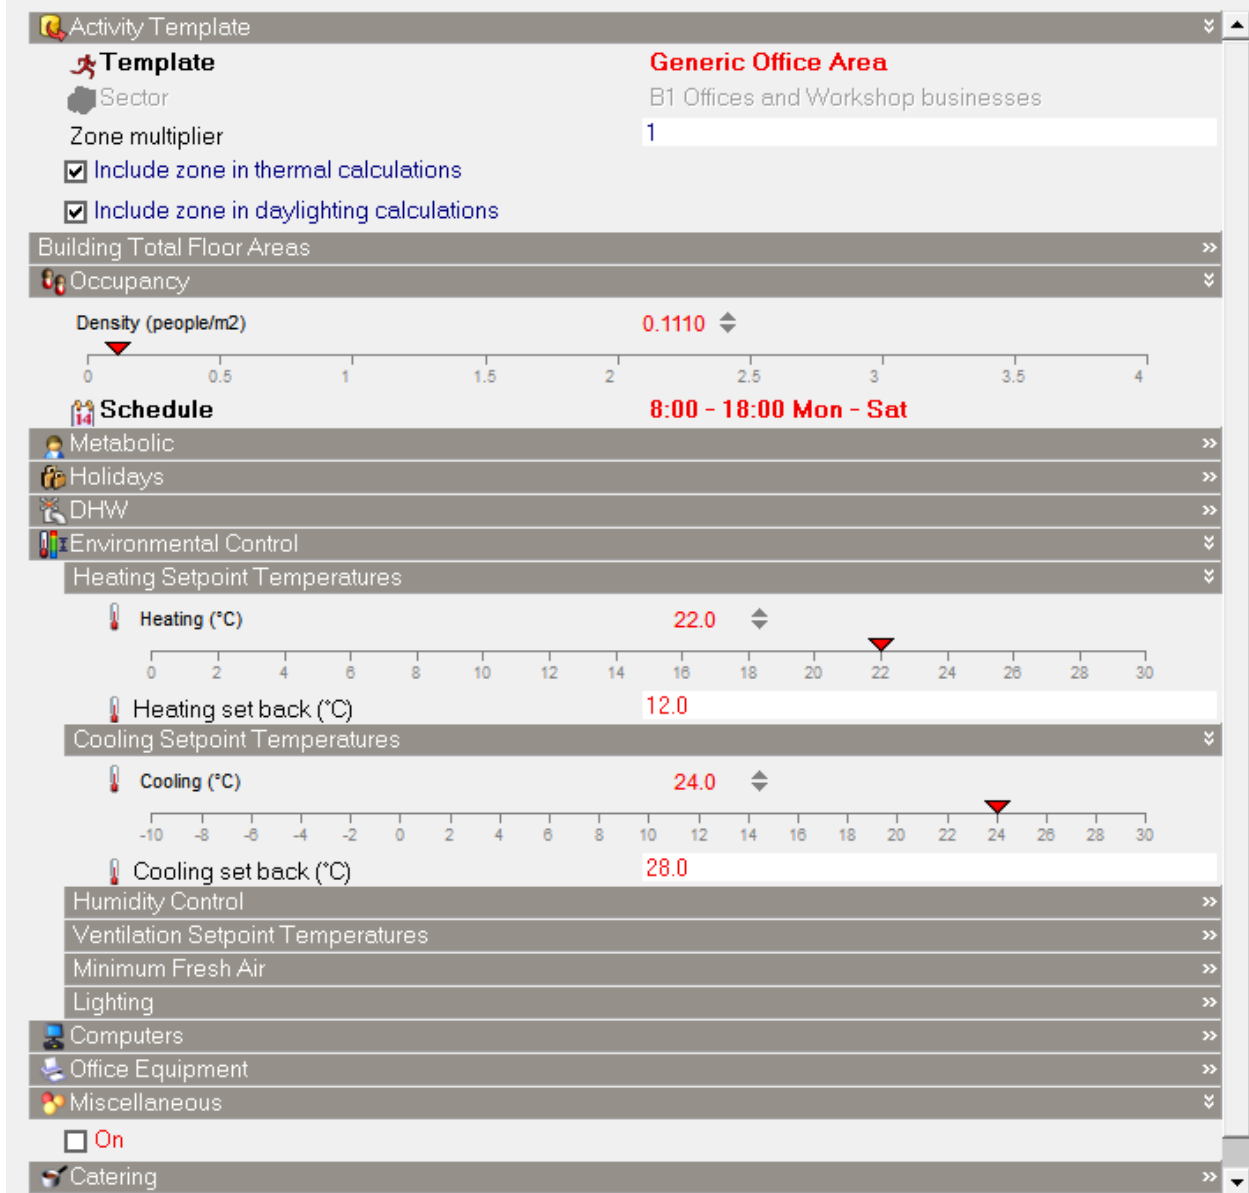 Activity Template
Template Generic Office Area
Sector B1 Offices and Workshop businesses
Zone multiplier 1
Include zone in thermal calculations
Include zone in daylighting calculations
Building Total Floor Areas
Occupancy
Density (people/m2) 0.1110
0 0.5 1 1.5 2 2.5 3 3.5 4
14 Schedule 8:00 - 18:00 Mon - Sat
Metabolic
Holidays
DHW
Environmental Control
Heating Setpoint Temperatures
Heating (°C) 22.0
0 2 4 6 8 10 12 14 16 18 20 22 24 26 28 30
Heating set back (°C) 12.0
Cooling Setpoint Temperatures
Cooling (°C) 24.0
-10 -8 -6 -4 -2 0 2 4 6 8 10 12 14 16 18 20 22 24 26 28 30
Cooling set back (°C) 28.0
Humidity Control
Ventilation Setpoint Temperatures
Minimum Fresh Air
Lighting
Computers
Office Equipment
Miscellaneous
On
Catering